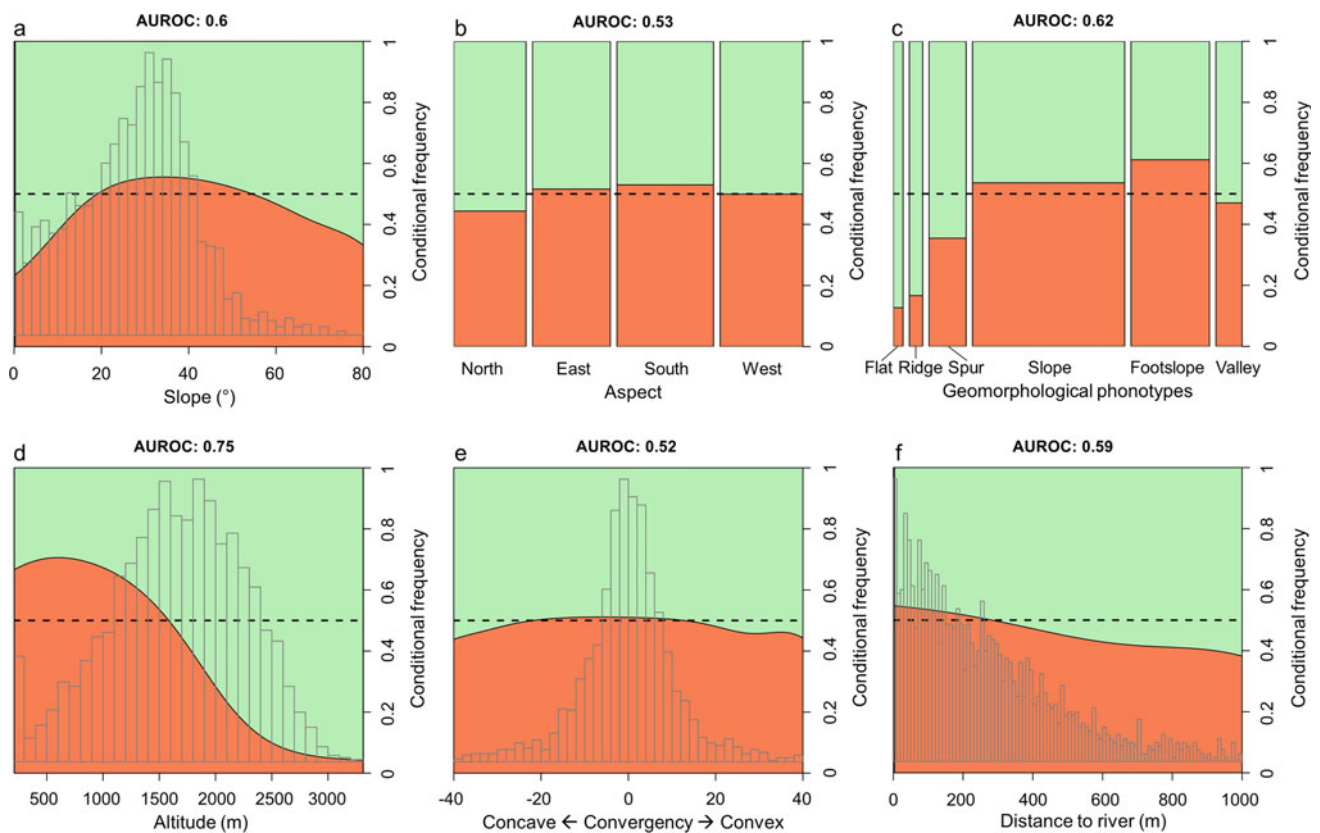 a AUROC: 0.6
0 0.2 0.4 0.6 0.8 1
Conditional frequency
0 20 40 60 80
Slope (°)
b AUROC: 0.53
0 0.2 0.4 0.6 0.8 1
Conditional frequency
North East South West
Aspect
c AUROC: 0.62
0 0.2 0.4 0.6 0.8 1
Conditional frequency
Flat Ridge Spur Slope Footslope Valley
Geomorphological phonotypes
d AUROC: 0.75
0 0.2 0.4 0.6 0.8 1
Conditional frequency
500 1000 1500 2000 3000
Altitude (m)
e AUROC: 0.52
0 0.2 0.4 0.6 0.8 1
Conditional frequency
-40 -20 0 20 40
Concave ← Convergency → Convex
f AUROC: 0.59
0 0.2 0.4 0.6 0.8 1
Conditional frequency
0 200 400 600 800 1000
Distance to river (m)